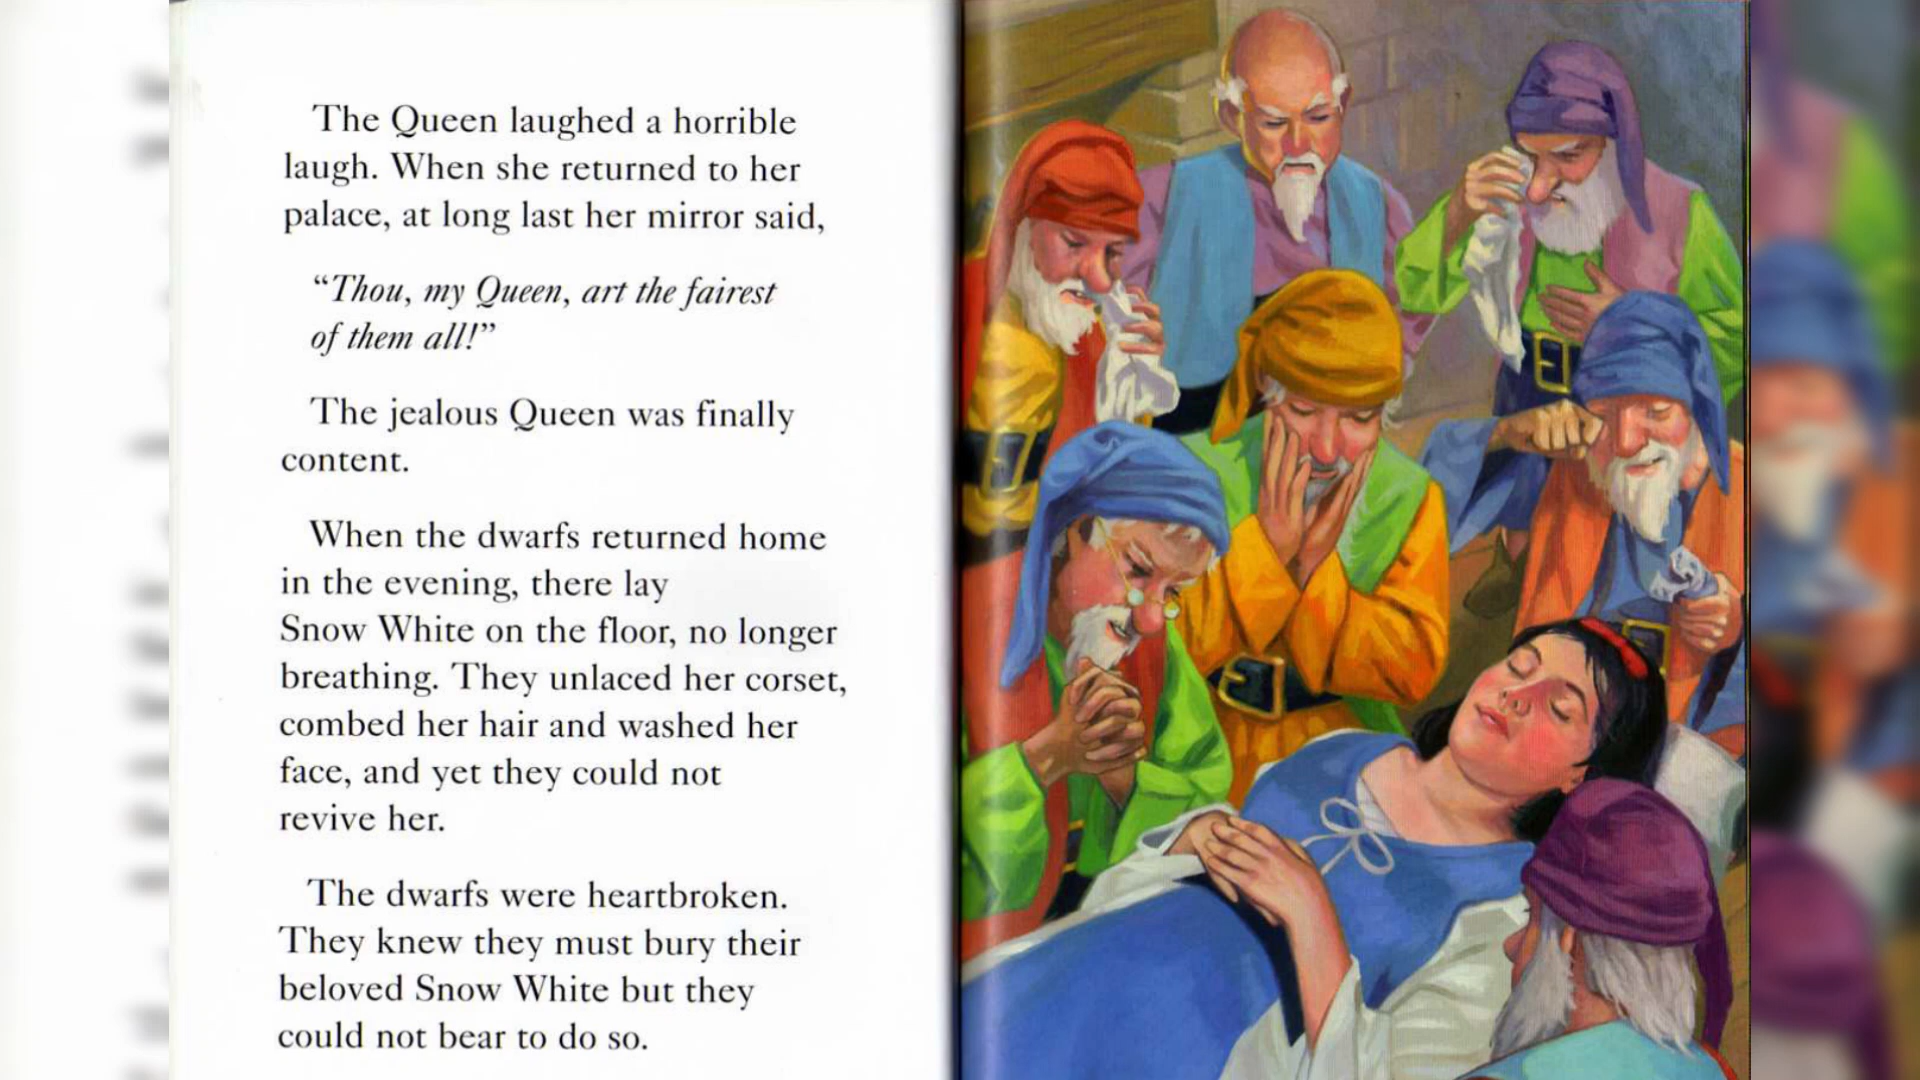 The Queen laughed a horrible
laugh. When she returned to her
palace, at long last her mirror said,
“Thou, my Queen, art the fairest
of them all!”
The jealous Queen was finally
content.
When the dwarfs returned home
in the evening, there lay
Snow White on the floor, no longer
breathing. They unlaced her corset,
combed her hair and washed her
face, and yet they could not
revive her.
The dwarfs were heartbroken.
They knew they must bury their
beloved Snow White but they
could not bear to do so.